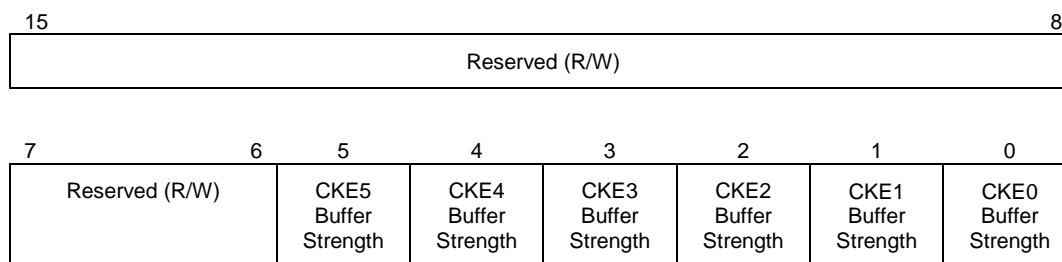 15 8
Reserved (R/W)
7 6 5 4 3 2 1 0
Reserved (R/W) CKE5 CKE4 CKE3 CKE2 CKE1 CKE0
Buffer Buffer Buffer Buffer Buffer Buffer
Strength Strength Strength Strength Strength Strength